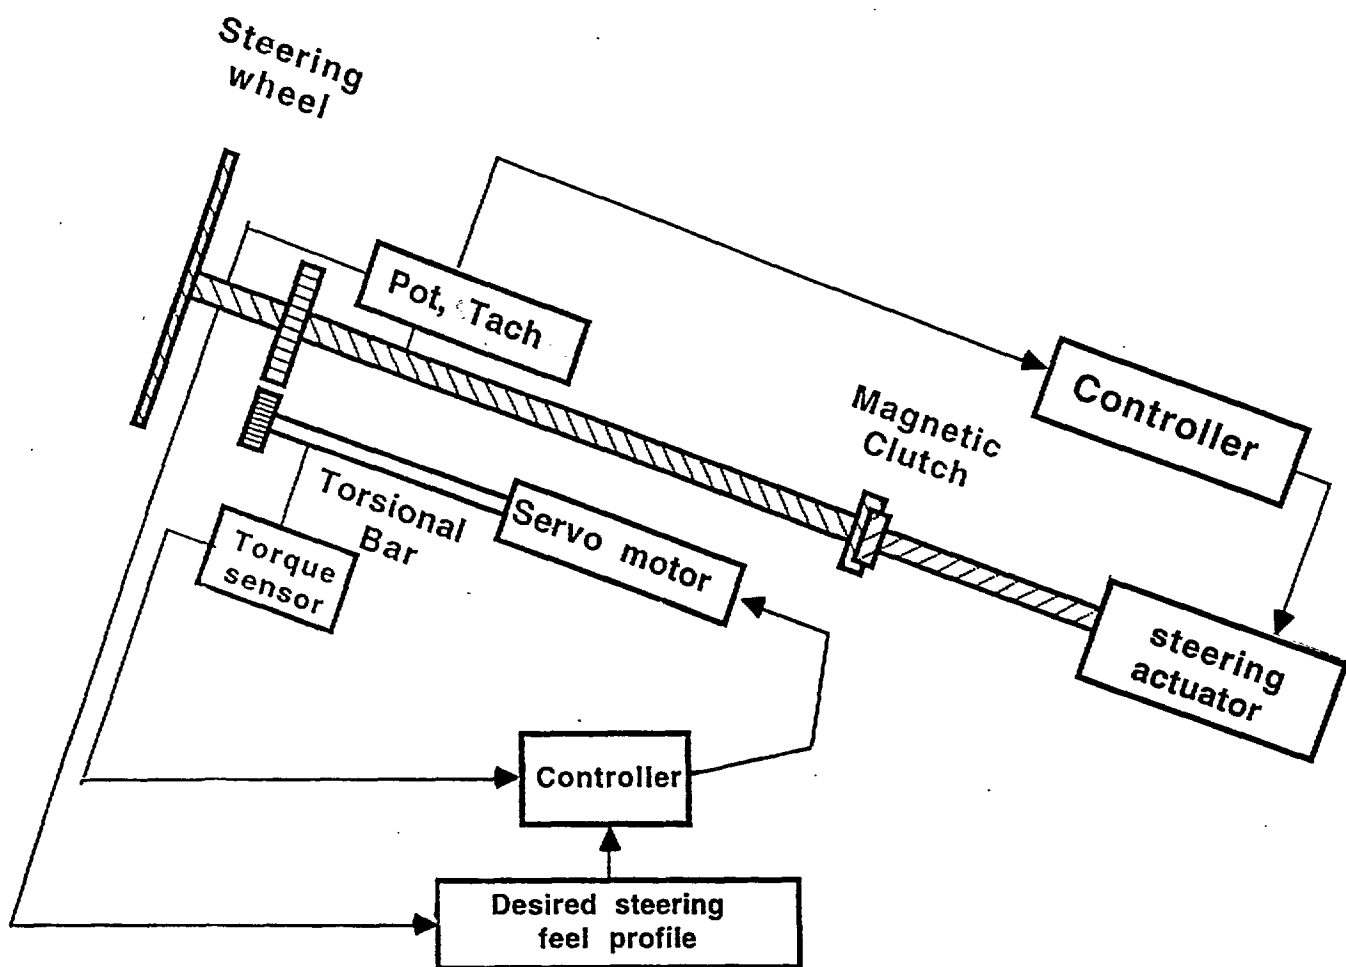 Steering
wheel
Pot, Tach
Controller
Magnetic
Clutch
Torsional
Bar
Servo motor
Torque
sensor
steering
actuator
Controller
Desired steering
feel profile